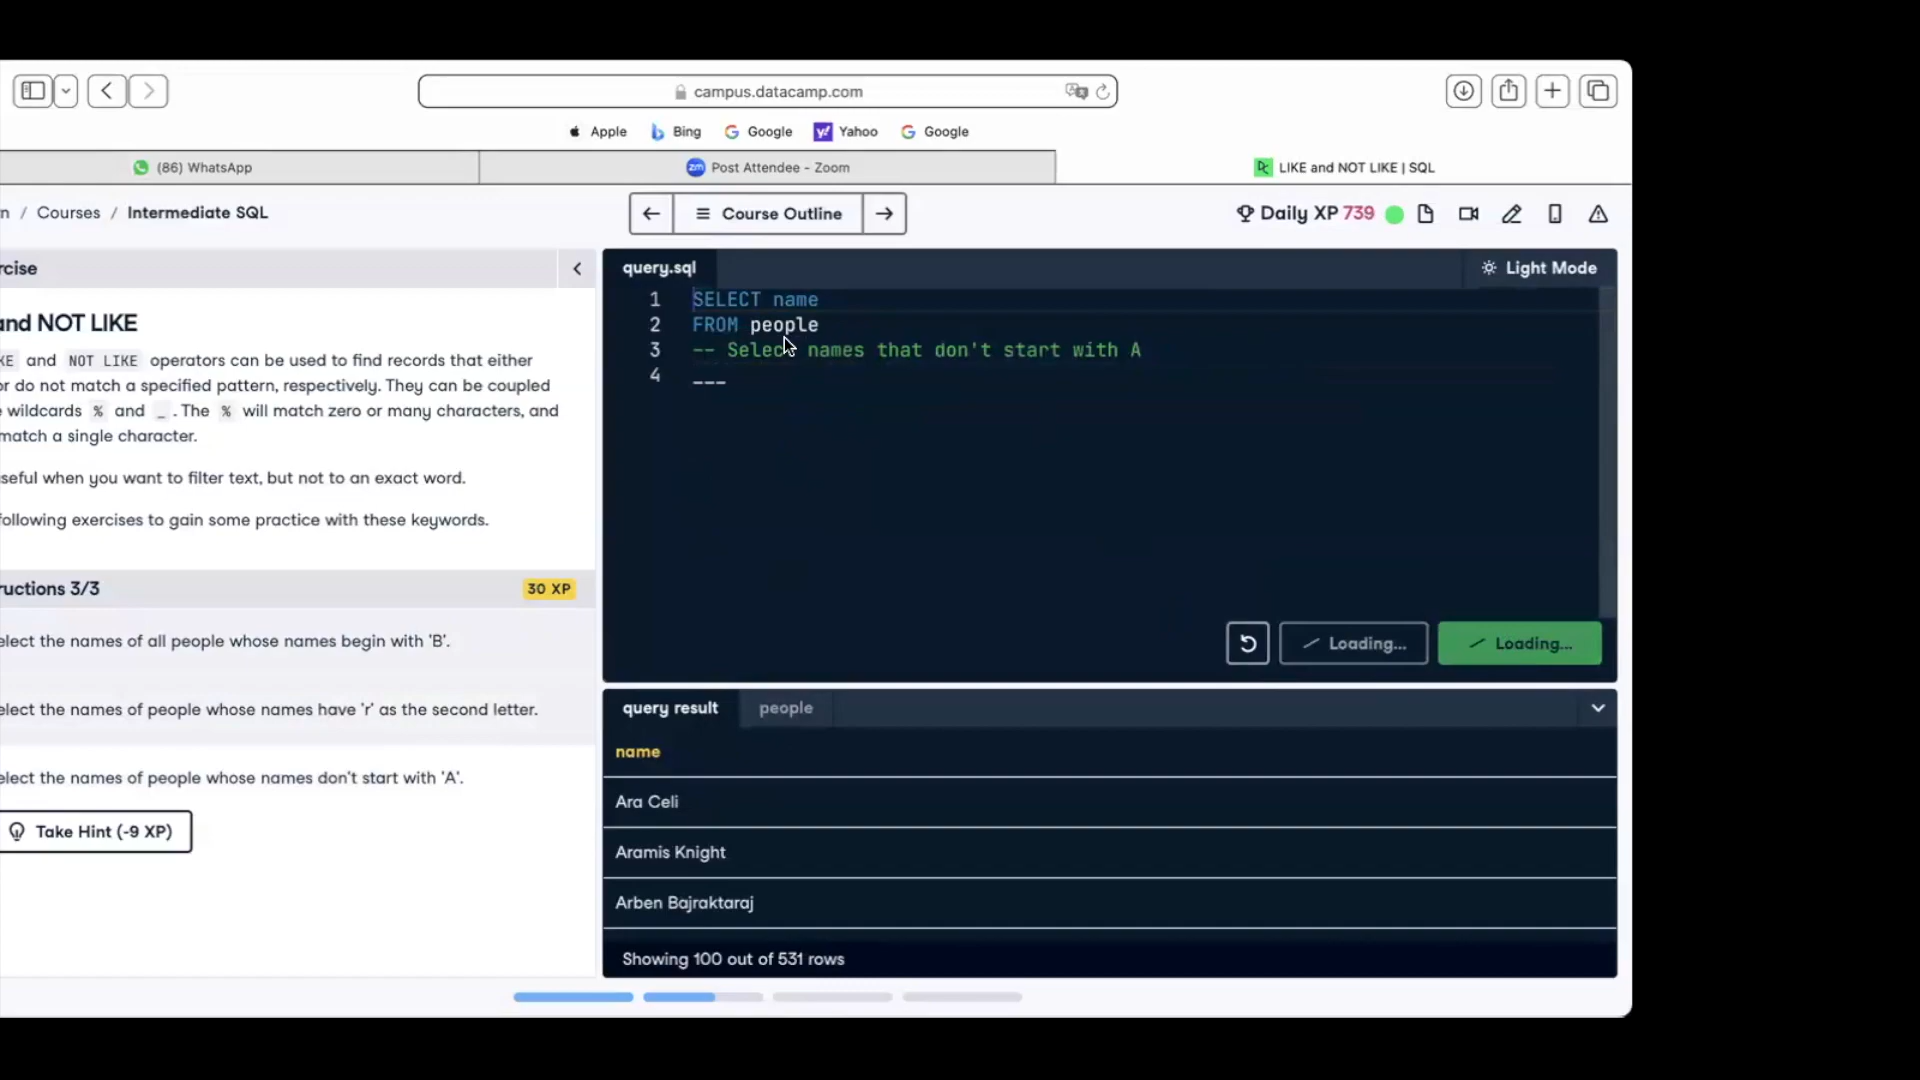 campus.datacamp.com
Apple
Bing
Google
Yahoo
Google
(86) WhatsApp
Post Attendee - Zoom
LIKE and NOT LIKE | SQL
n / Courses / Intermediate SQL
Course Outline
Daily XP 739
rcise
and NOT LIKE
KE and NOT LIKE operators can be used to find records that either
or do not match a specified pattern, respectively. They can be coupled
e wildcards % and _. The % will match zero or many characters, and
match a single character.
seful when you want to filter text, but not to an exact word.
following exercises to gain some practice with these keywords.
ructions 3/3
30 XP
elect the names of all people whose names begin with 'B'.
elect the names of people whose names have 'r' as the second letter.
elect the names of people whose names don't start with 'A'.
Take Hint (-9 XP)
query.sql
Light Mode
1 SELECT name
2 FROM people
3 -- Select names that don't start with A
4 ___
Loading...
Loading...
query result
people
name
Ara Celi
Aramis Knight
Arben Bajraktaraj
Showing 100 out of 531 rows